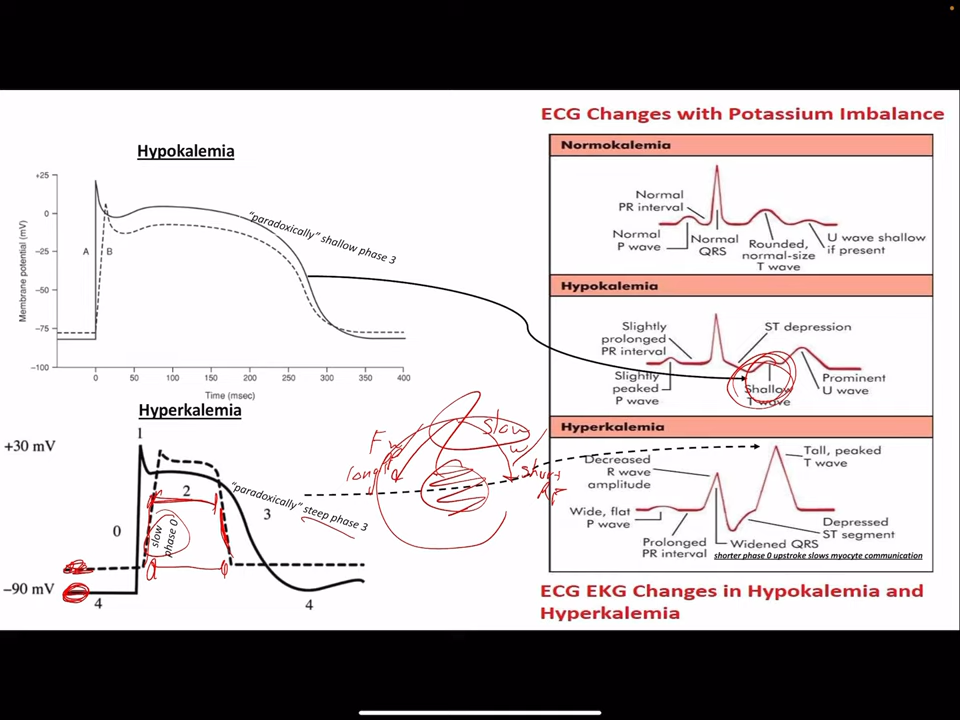 ECG Changes with Potassium Imbalance
Hypokalemia
+25
0
-25
-50
-75
-100
Membrane potential (mV)
A
B
"paradoxically" shallow phase 3
0
50
100
150
200
250
300
350
400
Time (msec)
Hyperkalemia
+30 mV
1
2
"paradoxically" steep phase 3
3
0
slow
phase 0
−90 mV
4
4
slow
long
short
Normokalemia
Normal
PR interval
Normal
P wave
Normal
QRS
Rounded,
normal-size
T wave
U wave shallow
if present
Hypokalemia
Slightly
prolonged
PR interval
ST depression
Slightly
peaked
P wave
Shallow
T wave
Prominent
U wave
Hyperkalemia
Decreased
R wave
amplitude
Tall, peaked
T wave
Wide, flat
P wave
Prolonged
PR interval
Widened QRS
Depressed
ST segment
shorter phase 0 upstroke slows myocyte communication
ECG EKG Changes in Hypokalemia and
Hyperkalemia